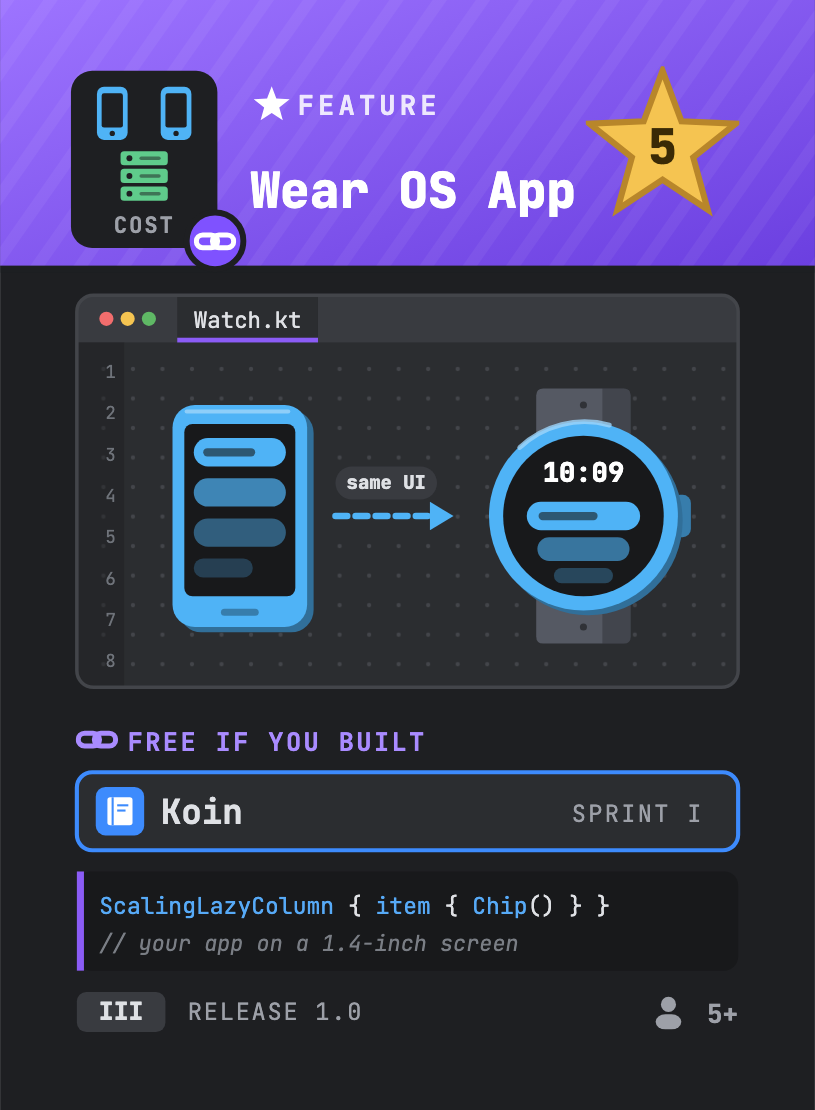 FEATURE
5
Wear OS App
COST
Watch.kt
1
2
3
4
5
6
7
8
same UI
10:09
FREE IF YOU BUILT
Koin
SPRINT I
ScalingLazyColumn { item { Chip() } }
// your app on a 1.4-inch screen
III
RELEASE 1.0
5+